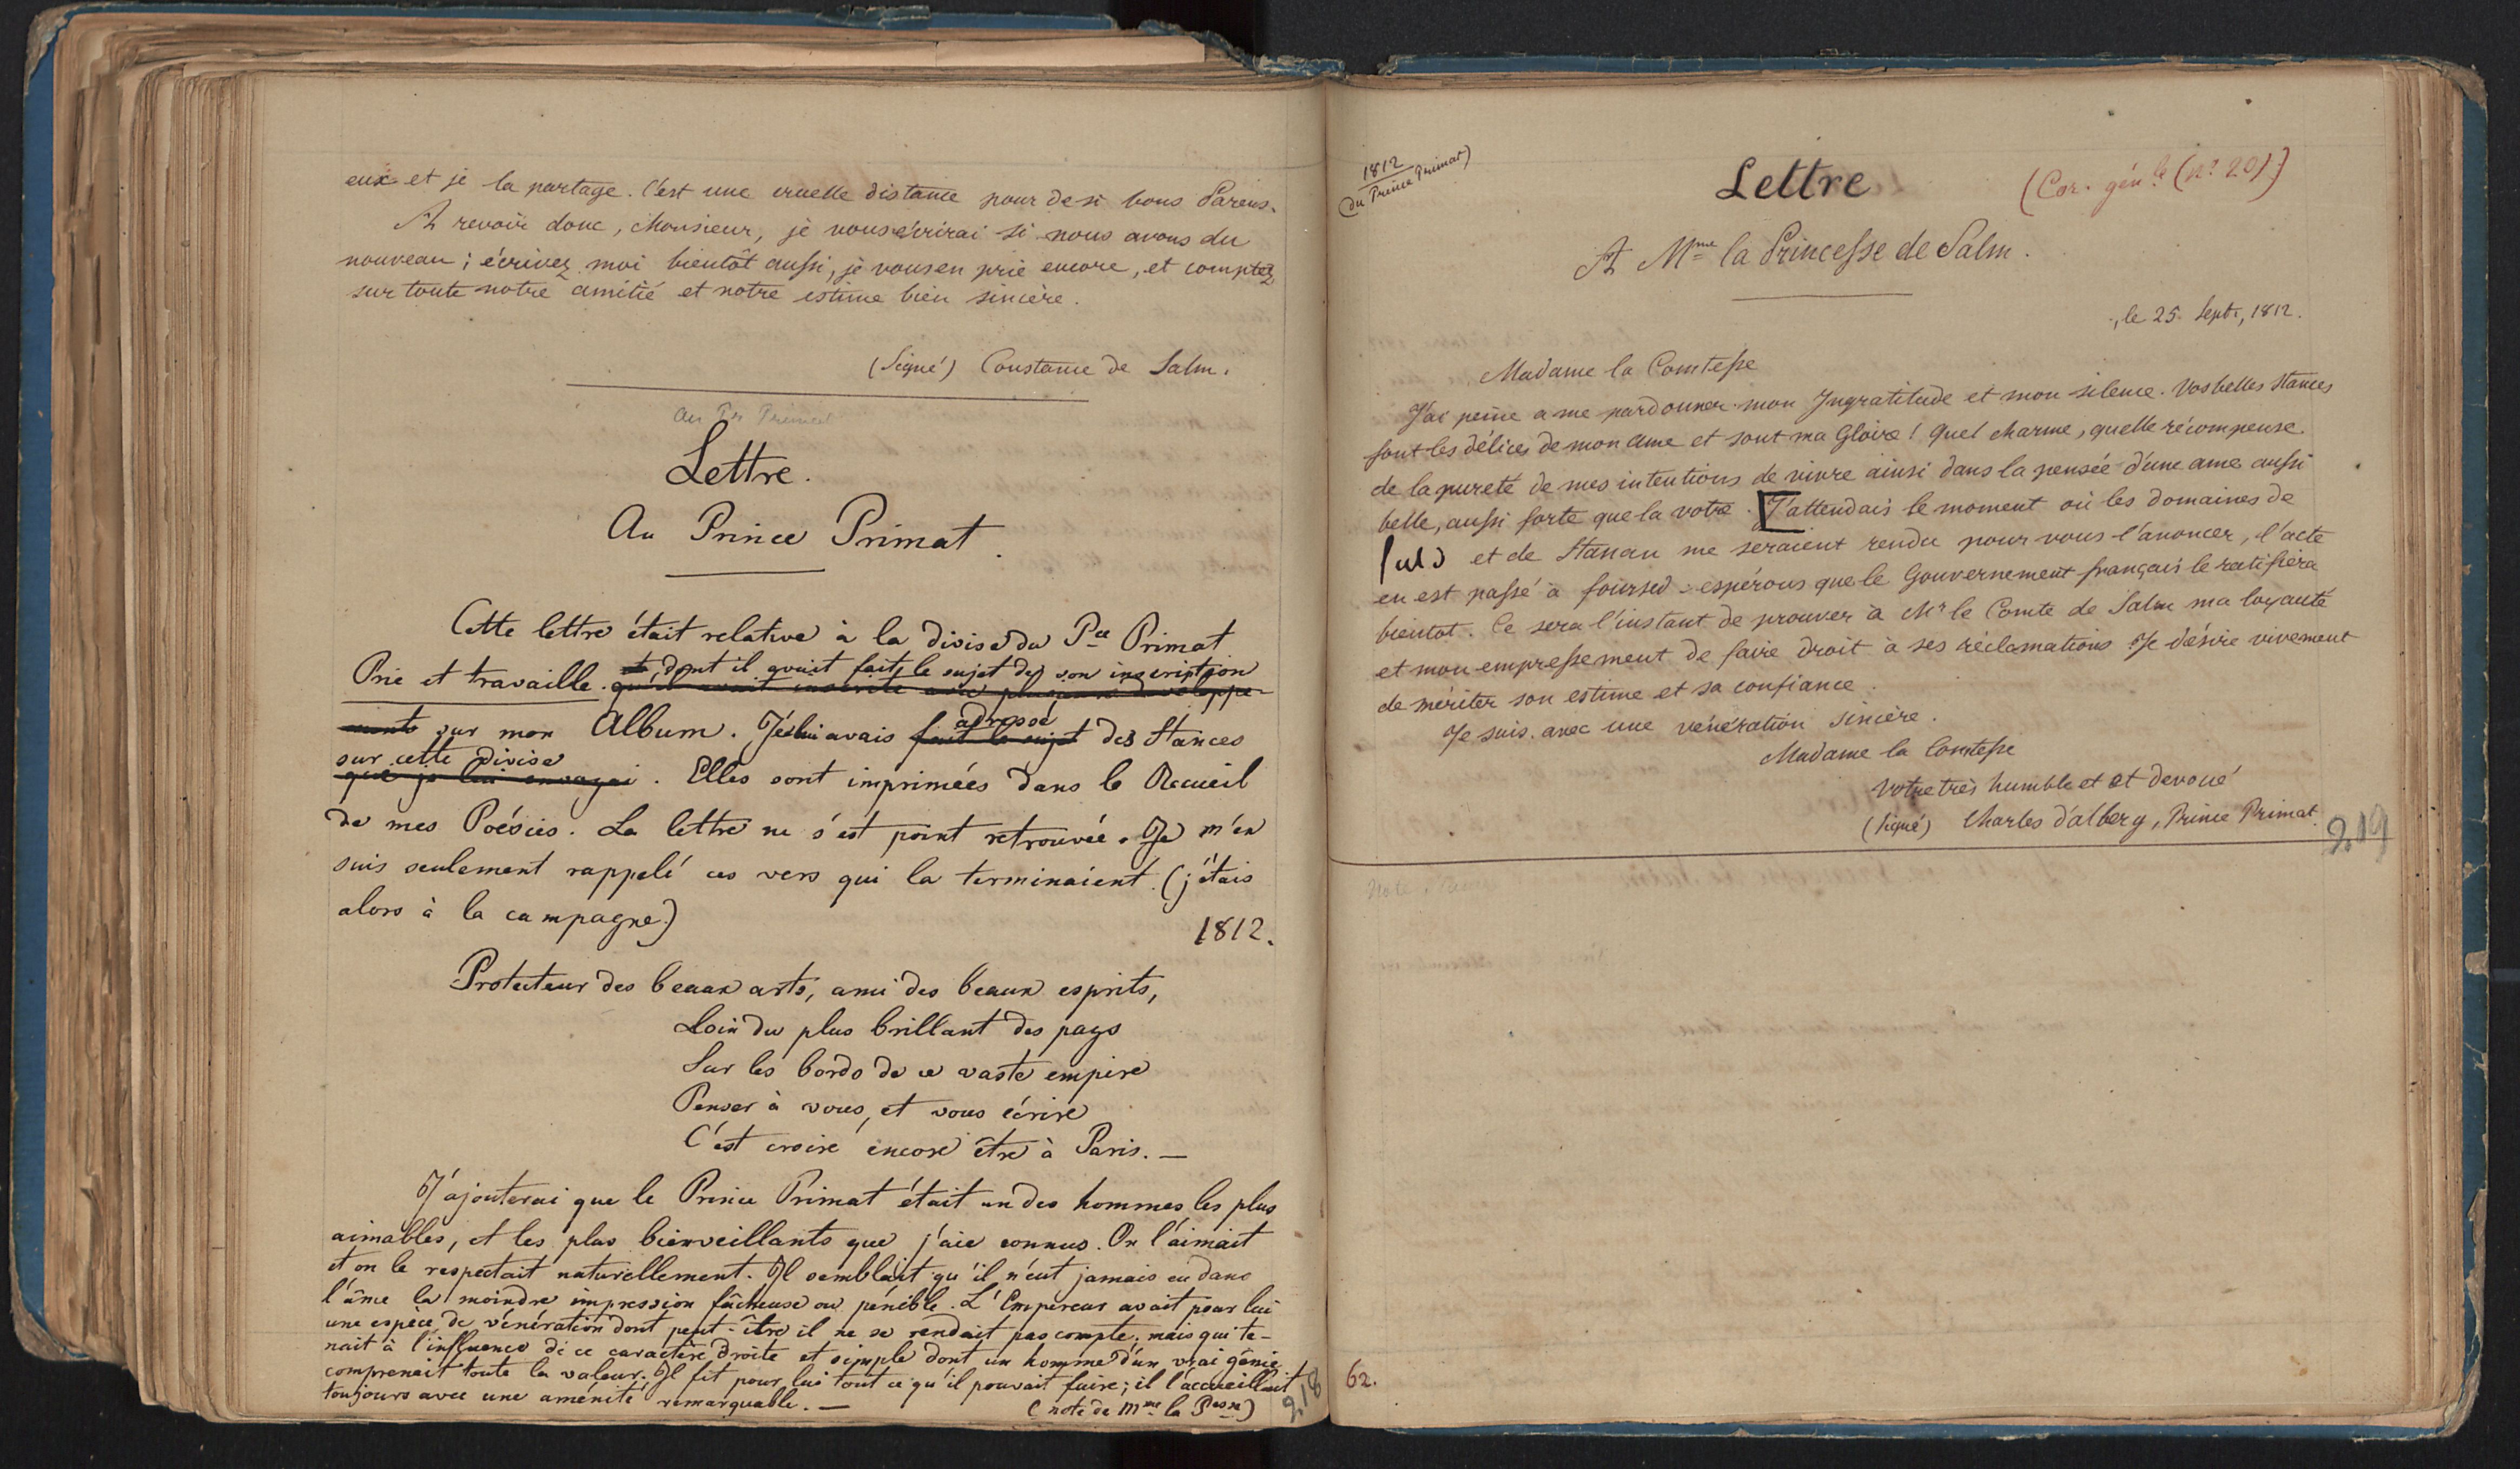 eux et je la partage. C'est une cruelle distance pour de si bons Parens.
A revoir donc, Monsieur, je vous écrirai si nous avons du
nouveau ; écrivez moi bientôt aussi, je vous en prie encore, et comptez
sur toute notre amitié et notre estime bien sincère.
(Signé) Constance de Salm.
au Pce Primat
Lettre.
Au Prince Primat.
Cette lettre était relative à la devise du Pce Primat
Prie et travaille. dont il avait fait le sujet de son inscription
qu'il avait inscrite avec plusieurs développe-
ments sur mon Album. Je lui avais fait le sujet adressé des Stances
sur cette devise
que je lui envoyai. Elles sont imprimées dans le Recueil
de mes Poésies. La lettre ne s'est point retrouvée. Je m'en
suis seulement rappelé ces vers qui la terminaient. (j'étais
alors à la campagne.)
1812.
Protecteur des beaux arts, ami des beaux esprits,
Loin du plus brillant des pays
Sur les bords de ce vaste empire
Penser à vous, et vous écrire
C'est croire encore être à Paris. —
J'ajouterai que le Prince Primat était un des hommes les plus
aimables, et les plus bienveillants que j'aie connus. On l'aimait
et on le respectait naturellement. Il semblait qu'il n'eut jamais eu dans
l'âme la moindre impression fâcheuse ou pénible. L'Empereur avait pour lui
une espèce de vénération dont peut-être il ne se rendait pas compte, mais qui te-
nait à l'influence de ce caractère droite et simple dont un homme d'un vrai génie
comprenait toute la valeur. Il fit pour lui tout ce qu'il pouvait faire ; il l'accueillait
toujours avec une aménité remarquable. —
(note de Mme la Pcesse)
218
1812
(du Prince Primat)
Lettre
(Cor. génle (nº 20))
A Mme la Princesse de Salm.
, le 25. Sept., 1812.
Madame la Comtesse
J'ai peine a me pardonner mon Ingratitude et mon silence. Vos belles stances
font les délices de mon ame et sont ma Gloire ! Quel charme, quelle récompense
de la pureté de mes intentions de vivre ainsi dans la pensée d'une ame aussi
belle, aussi forte que la votre. J'attendais le moment où les domaines de
fuld et de Hanau me seraient rendu pour vous l'anoncer, l'acte
en est passé à - espérons que le Gouvernement français le ratifiera
bientot. Ce sera l'instant de prouver à Mr le Comte de Salm ma loyauté
et mon empressement de faire droit à ses réclamations. Je désire vivement
de mériter son estime et sa confiance.
Je suis avec une vénération sincère.
Madame la Comtesse
Votre très humble et et devoué
(Signé) Charles d'alberg, Prince Primat.
219
62.